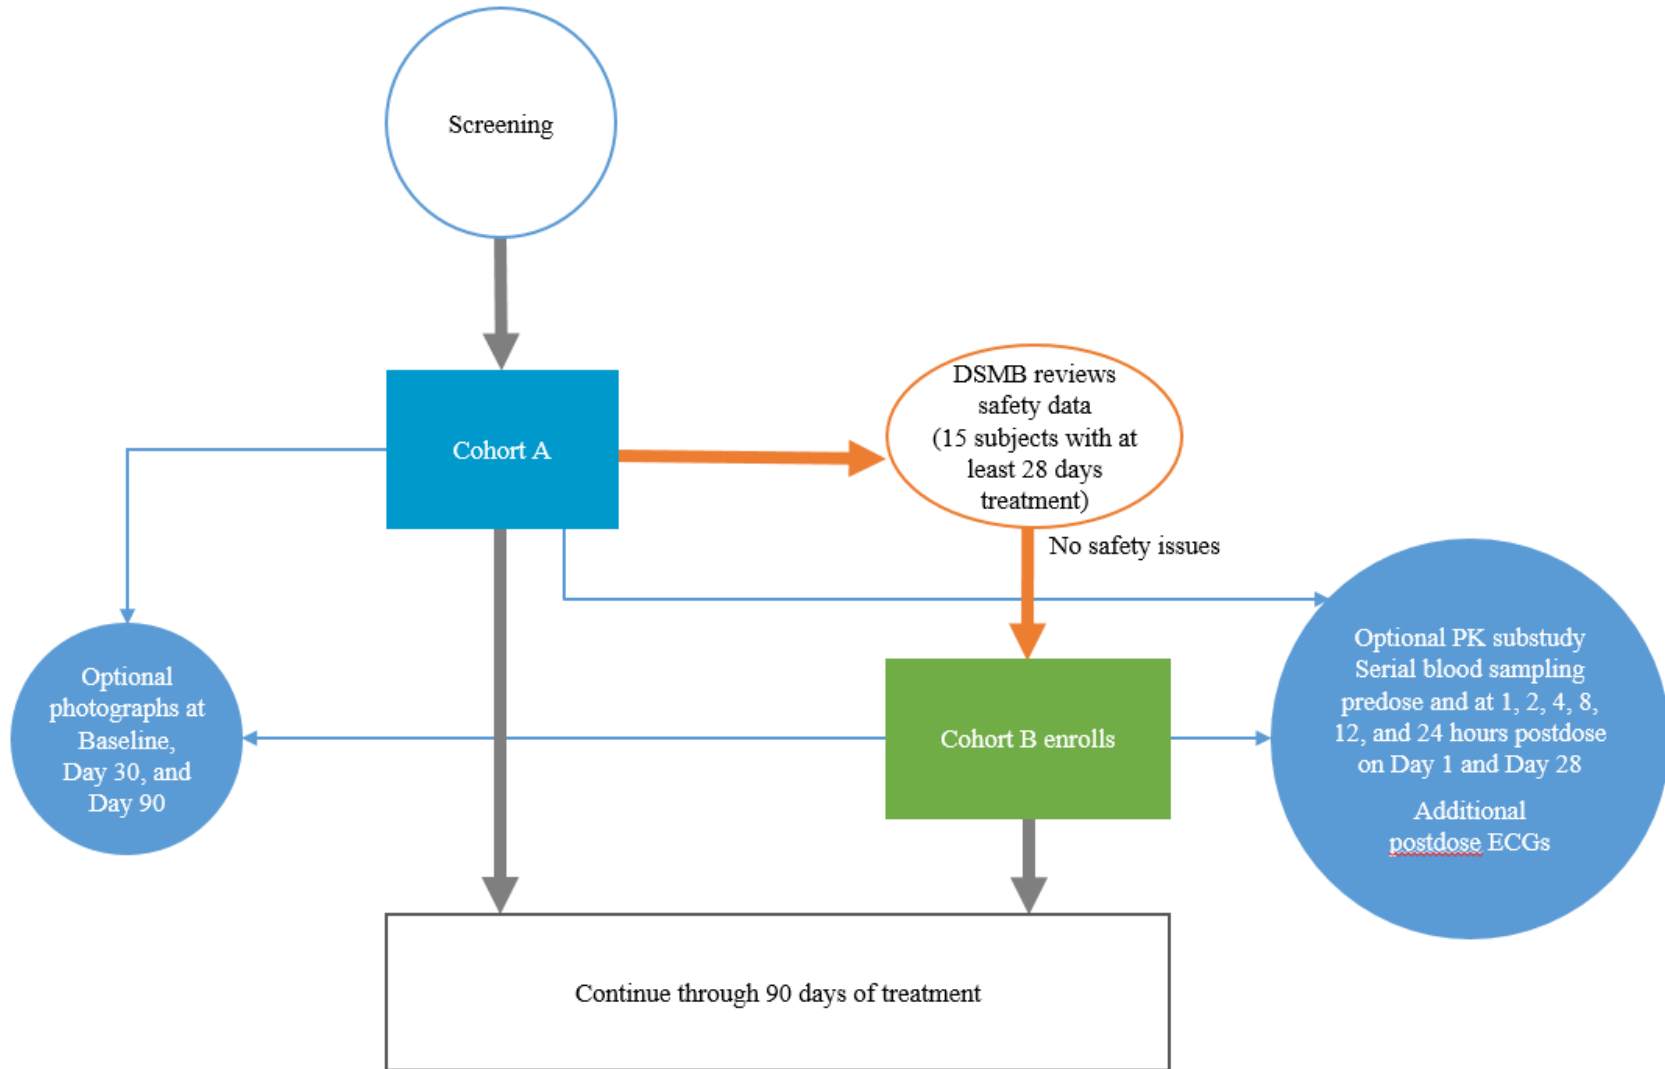 Screening
Cohort A
DSMB reviews
safety data
(15 subjects with at
least 28 days
treatment)
No safety issues
Optional
photographs at
Baseline,
Day 30, and
Day 90
Cohort B enrolls
Optional PK substudy
Serial blood sampling
predose and at 1, 2, 4, 8,
12, and 24 hours postdose
on Day 1 and Day 28
Additional
postdose ECGs
Continue through 90 days of treatment